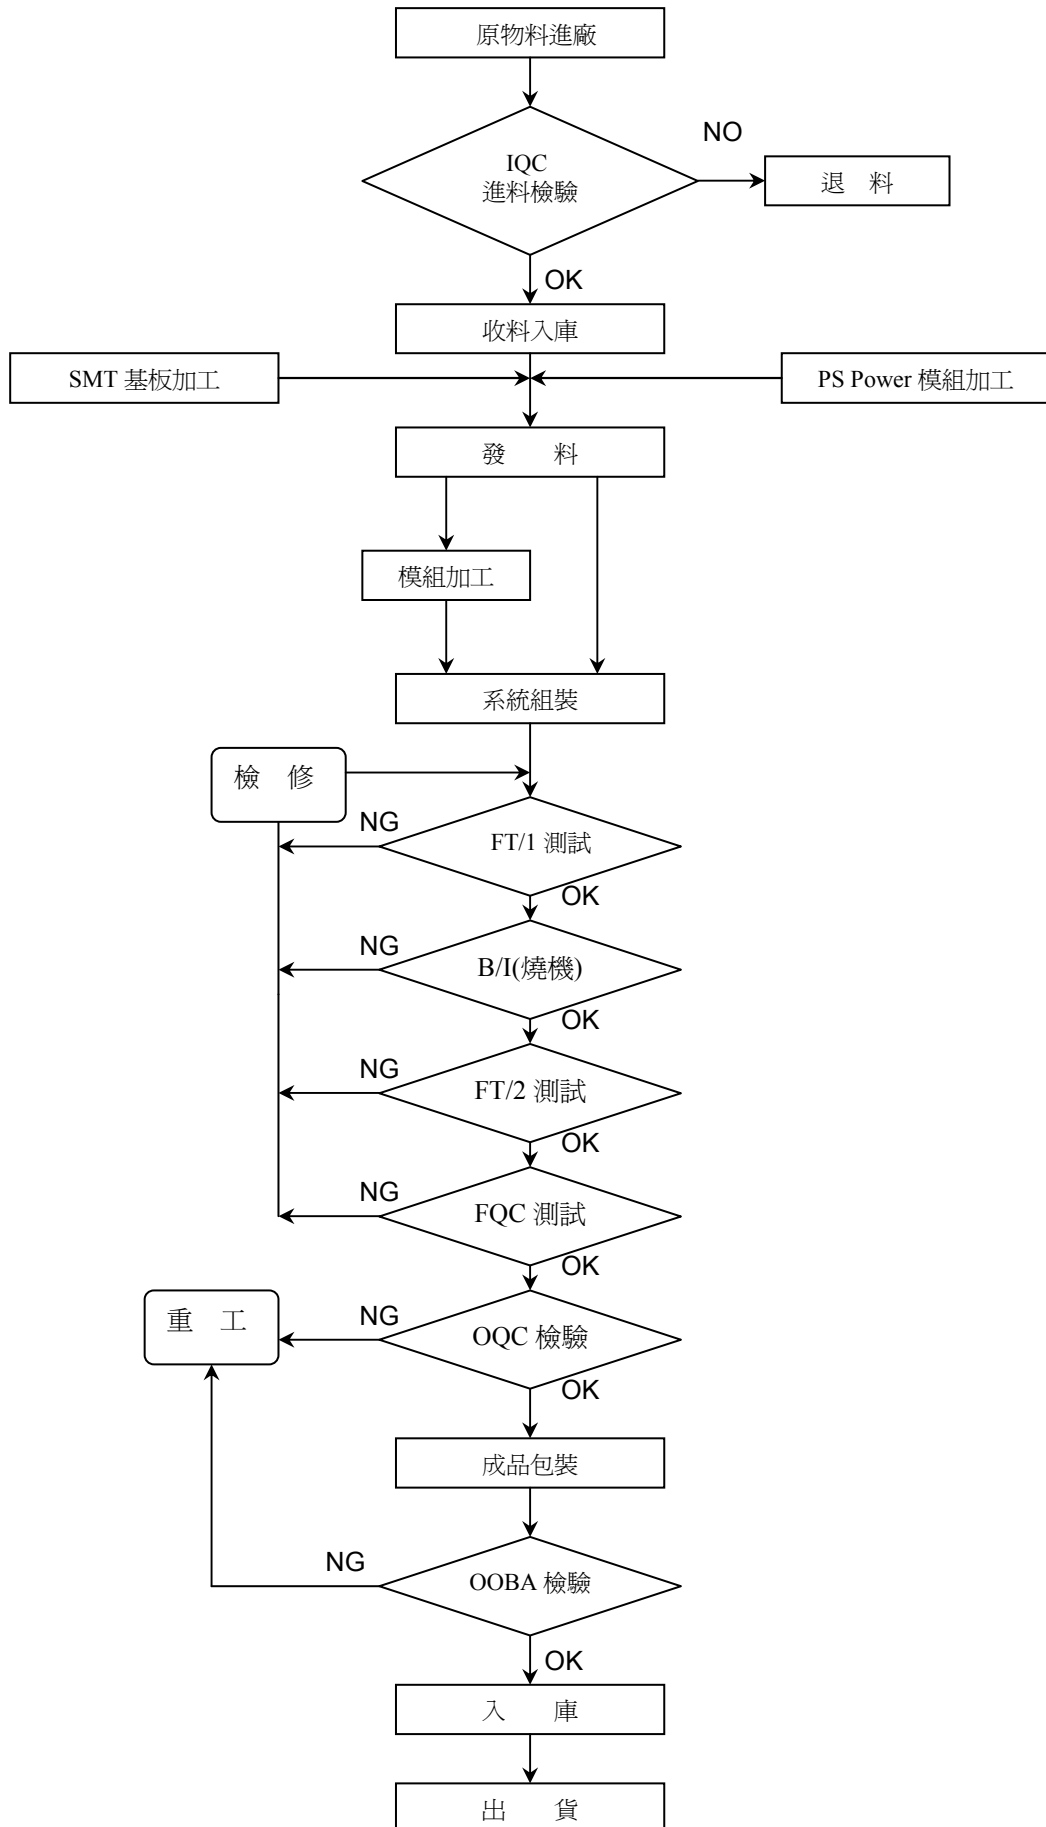 原物料進廠
NO
IQC
進料檢驗
退　料
OK
收料入庫
SMT 基板加工
PS Power 模組加工
發　　料
模組加工
系統組裝
檢　修
NG
FT/1 測試
OK
NG
B/I(燒機)
OK
NG
FT/2 測試
OK
NG
FQC 測試
OK
重　工
NG
OQC 檢驗
OK
成品包裝
NG
OOBA 檢驗
OK
入　　庫
出　　貨